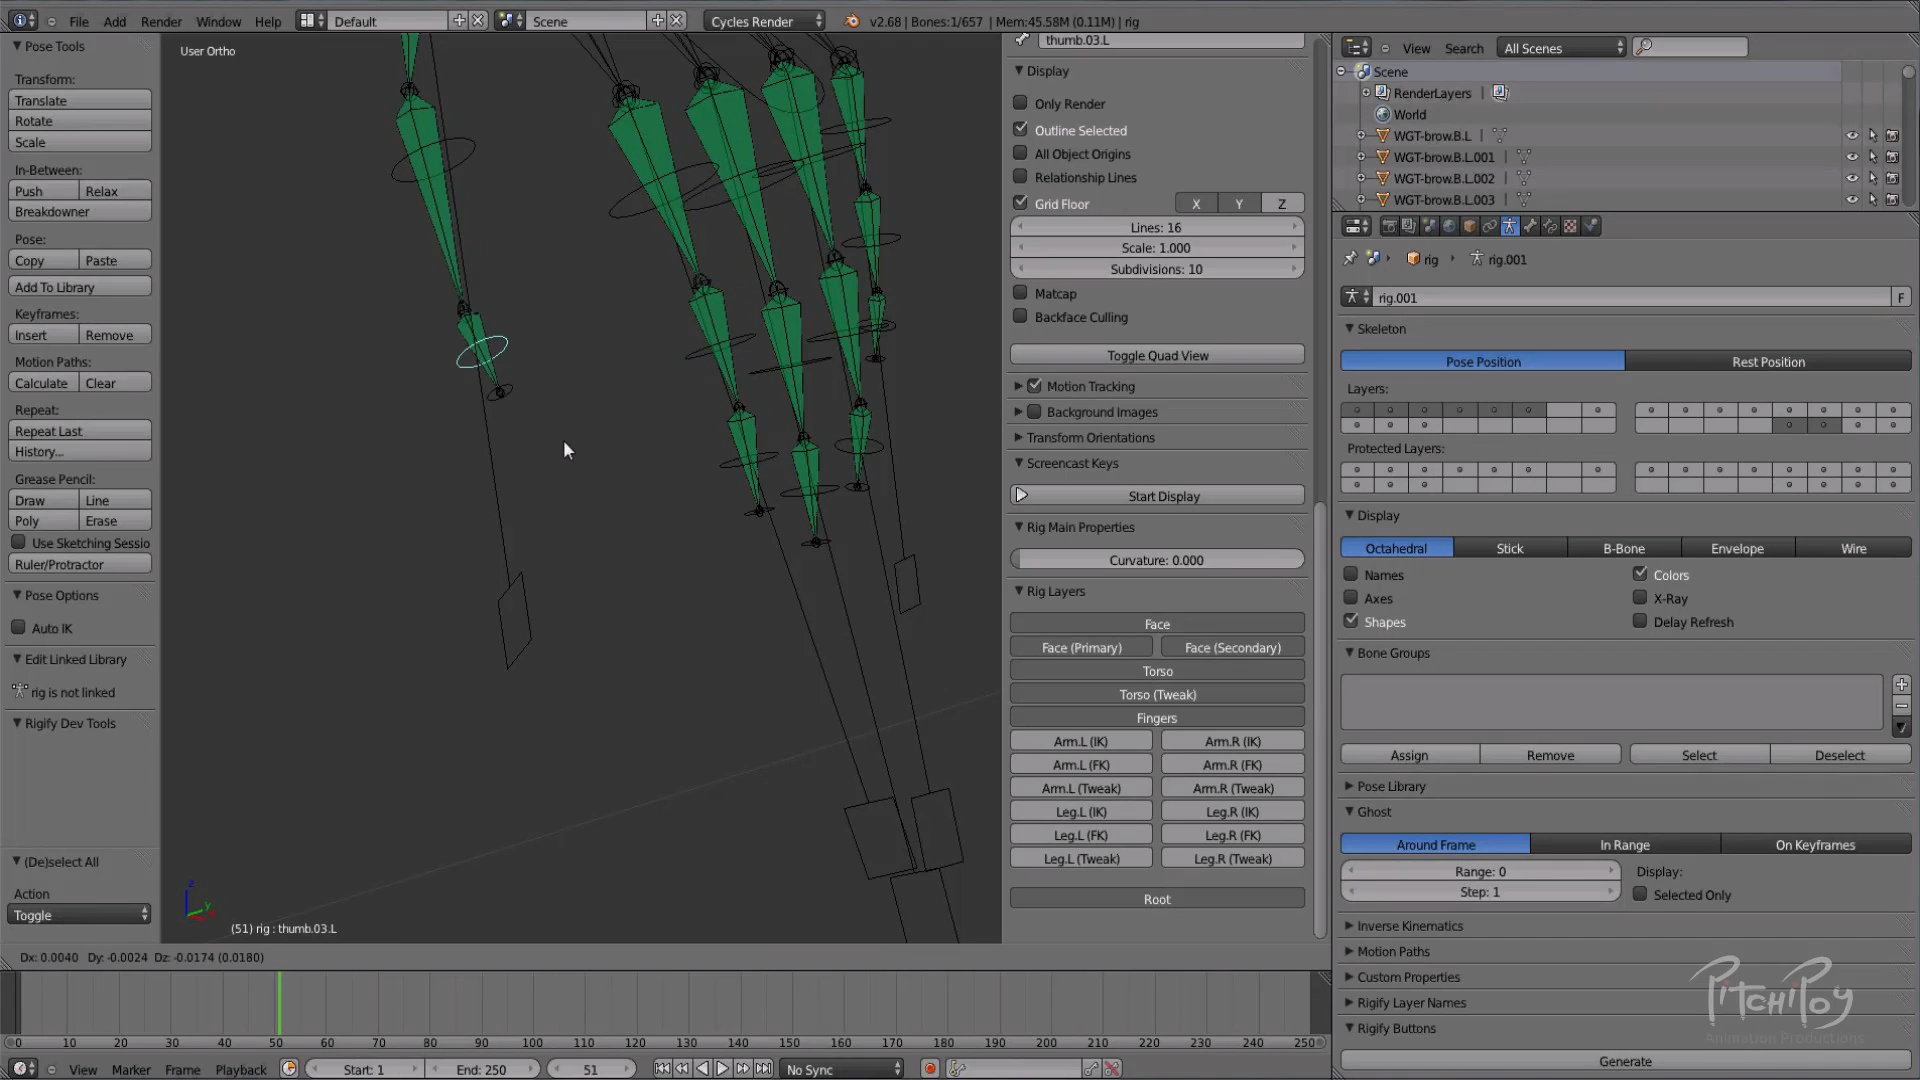 File Add Render Window Help Default Scene Cycles Render v2.68 | Bones:1/657 | Mem:45.58M (0.11M) | rig
Pose Tools
Transform:
Translate
Rotate
Scale
In-Between:
Push Relax
Breakdowner
Pose:
Copy Paste
Add To Library
Keyframes:
Insert Remove
Motion Paths:
Calculate Clear
Repeat:
Repeat Last
History...
Grease Pencil:
Draw Line
Poly Erase
Use Sketching Sessio
Ruler/Protractor
Pose Options
Auto IK
Edit Linked Library
rig is not linked
Rigify Dev Tools
(De)select All
Action
Toggle
User Ortho
z
y
(51) rig : thumb.03.L
thumb.03.L
Display
Only Render
Outline Selected
All Object Origins
Relationship Lines
Grid Floor X Y Z
Lines: 16
Scale: 1.000
Subdivisions: 10
Matcap
Backface Culling
Toggle Quad View
Motion Tracking
Background Images
Transform Orientations
Screencast Keys
Start Display
Rig Main Properties
Curvature: 0.000
Rig Layers
Face
Face (Primary) Face (Secondary)
Torso
Torso (Tweak)
Fingers
Arm.L (IK) Arm.R (IK)
Arm.L (FK) Arm.R (FK)
Arm.L (Tweak) Arm.R (Tweak)
Leg.L (IK) Leg.R (IK)
Leg.L (FK) Leg.R (FK)
Leg.L (Tweak) Leg.R (Tweak)
Root
View Search All Scenes
Scene
RenderLayers |
World
WGT-brow.B.L |
WGT-brow.B.L.001 |
WGT-brow.B.L.002 |
WGT-brow.B.L.003 |
rig rig.001
rig.001 F
Skeleton
Pose Position Rest Position
Layers:
Protected Layers:
Display
Octahedral Stick B-Bone Envelope Wire
Names Colors
Axes X-Ray
Shapes Delay Refresh
Bone Groups
Assign Remove Select Deselect
Pose Library
Ghost
Around Frame In Range On Keyframes
Range: 0 Display:
Step: 1 Selected Only
Inverse Kinematics
Motion Paths
Custom Properties
Rigify Layer Names
Rigify Buttons
Generate
PitchiPoy
Animation Productions
Dx: 0.0040 Dy: -0.0024 Dz: -0.0174 (0.0180)
0 10 20 30 40 50 60 70 80 90 100 110 120 130 140 150 160 170 180 190 200 210 220 230 240 250
View Marker Frame Playback Start: 1 End: 250 51 No Sync